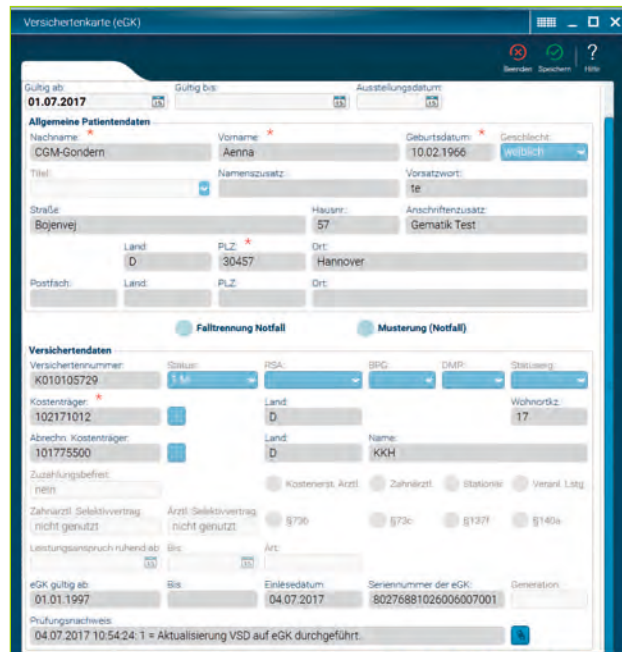 Versichertenkarte (eGK)
Beenden Speichern Hilfe
Gültig ab: Gültig bis: Ausstellungsdatum:
01.07.2017
Allgemeine Patientendaten
Nachname: * Vorname: * Geburtsdatum: * Geschlecht:
CGM-Gondern Aenna 10.02.1966 weiblich
Titel: Namenszusatz: Vorsatzwort:
te
Straße: Hausnr.: Anschriftenzusatz:
Bojenvej 57 Gematik Test
Land: PLZ: * Ort:
D 30457 Hannover
Postfach: Land: PLZ: Ort:
Falltrennung Notfall Musterung (Notfall)
Versichertendaten
Versichertennummer: Status: RSA: BPG: DMP: Statuserg.:
K010105729
Kostenträger: * Land: Wohnortkz.:
102171012 D 17
Abrechn. Kostenträger: Land: Name:
101775500 D KKH
Zuzahlungsbefreit:
nein Kostenerst. Ärztl. Zahnärztl. Stationär Veranl. Lstg.
Zahnärztl. Selektivvertrag: Ärztl. Selektivvertrag:
nicht genutzt nicht genutzt §73b §73c §137f §140a
Leistungsanspruch ruhend ab: Bis: Art:
eGK gültig ab: Bis: Einlesedatum: Seriennummer der eGK: Generation:
01.01.1997 04.07.2017 80276881026006007001
Prüfungsnachweis:
04.07.2017 10:54:24: 1 = Aktualisierung VSD auf eGK durchgeführt.